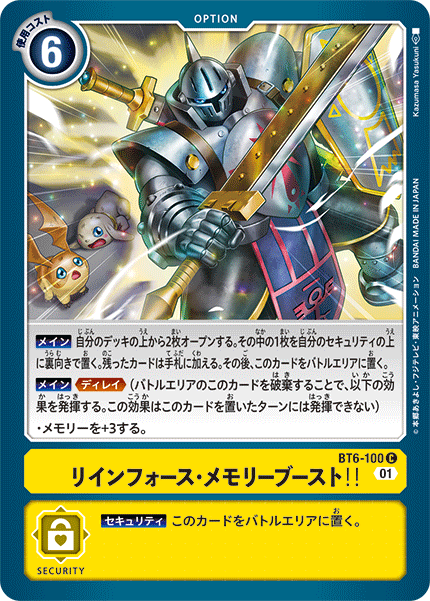 OPTION
使用コスト
6
Kazumasa Yasukuni
BANDAI MADE IN JAPAN
©本郷あきよし・フジテレビ・東映アニメーション
メイン 自分のデッキの上から2枚オープンする。その中の1枚を自分のセキュリティの上
に裏向きで置く。残ったカードは手札に加える。その後、このカードをバトルエリアに置く。
メイン ディレイ (バトルエリアのこのカードを破棄することで、以下の効
果を発揮する。この効果はこのカードを置いたターンには発揮できない)
・メモリーを+3する。
BT6-100 C
リインフォース・メモリーブースト!!
01
セキュリティ このカードをバトルエリアに置く。
SECURITY